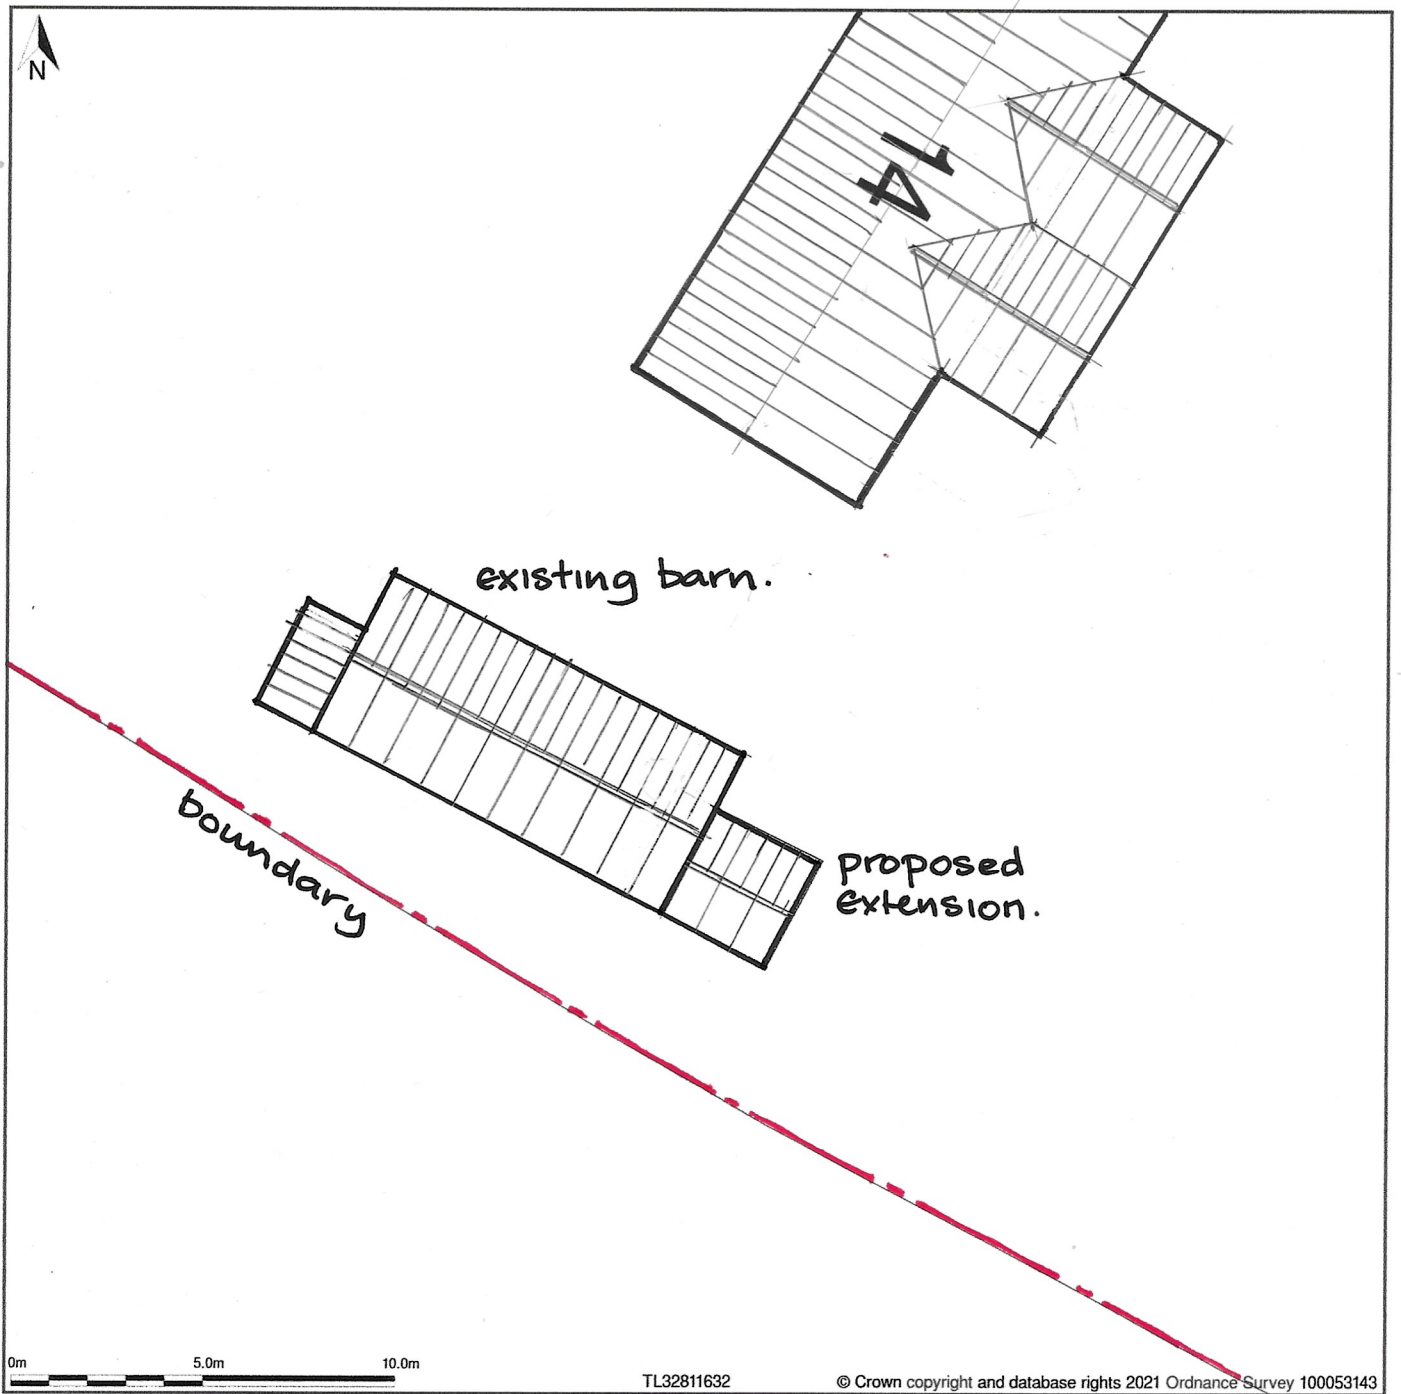 N
14
existing barn.
boundary
proposed
extension.
0m 5.0m 10.0m
TL32811632
© Crown copyright and database rights 2021 Ordnance Survey 100053143